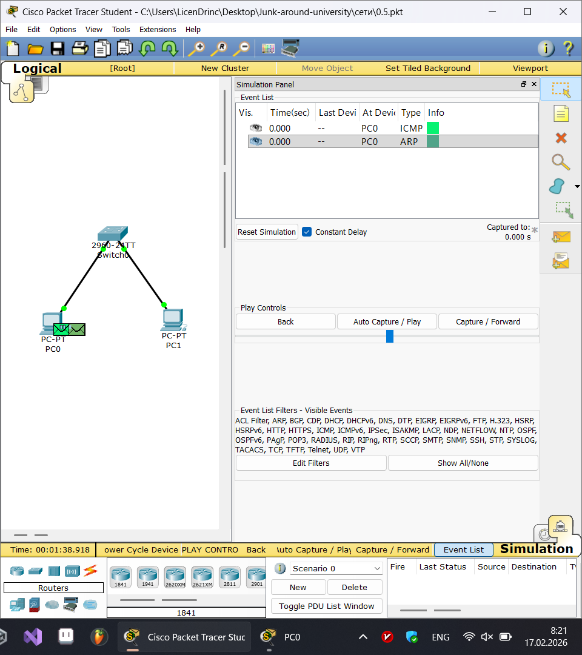 Cisco Packet Tracer Student - C:\Users\LicenDrinc\Desktop\Junk-around-university\сети\0.5.pkt
File Edit Options View Tools Extensions Help
Logical [Root] New Cluster Move Object Set Tiled Background Viewport
Simulation Panel
Event List
Vis. Time(sec) Last Devi At Devic Type Info
0.000 -- PC0 ICMP
0.000 -- PC0 ARP
Reset Simulation Constant Delay Captured to:
0.000 s
2960-24TT
Switch0
PC-PT
PC0
PC-PT
PC1
Play Controls
Back Auto Capture / Play Capture / Forward
Event List Filters - Visible Events
ACL Filter, ARP, BGP, CDP, DHCP, DHCPv6, DNS, DTP, EIGRP, EIGRPv6, FTP, H.323, HSRP,
HSRPv6, HTTP, HTTPS, ICMP, ICMPv6, IPSec, ISAKMP, LACP, NDP, NETFLOW, NTP, OSPF,
OSPFv6, PAgP, POP3, RADIUS, RIP, RIPng, RTP, SCCP, SMTP, SNMP, SSH, STP, SYSLOG,
TACACS, TCP, TFTP, Telnet, UDP, VTP
Edit Filters Show All/None
Time: 00:01:38.918 ower Cycle Device PLAY CONTRO Back Auto Capture / Play Capture / Forward Event List Simulation
Routers
1841 1941 2620XM 2621XM 2811 2901
1841
Scenario 0
New Delete
Toggle PDU List Window
Fire Last Status Source Destination
Cisco Packet Tracer Stuc PC0 ENG 8:21
17.02.2026